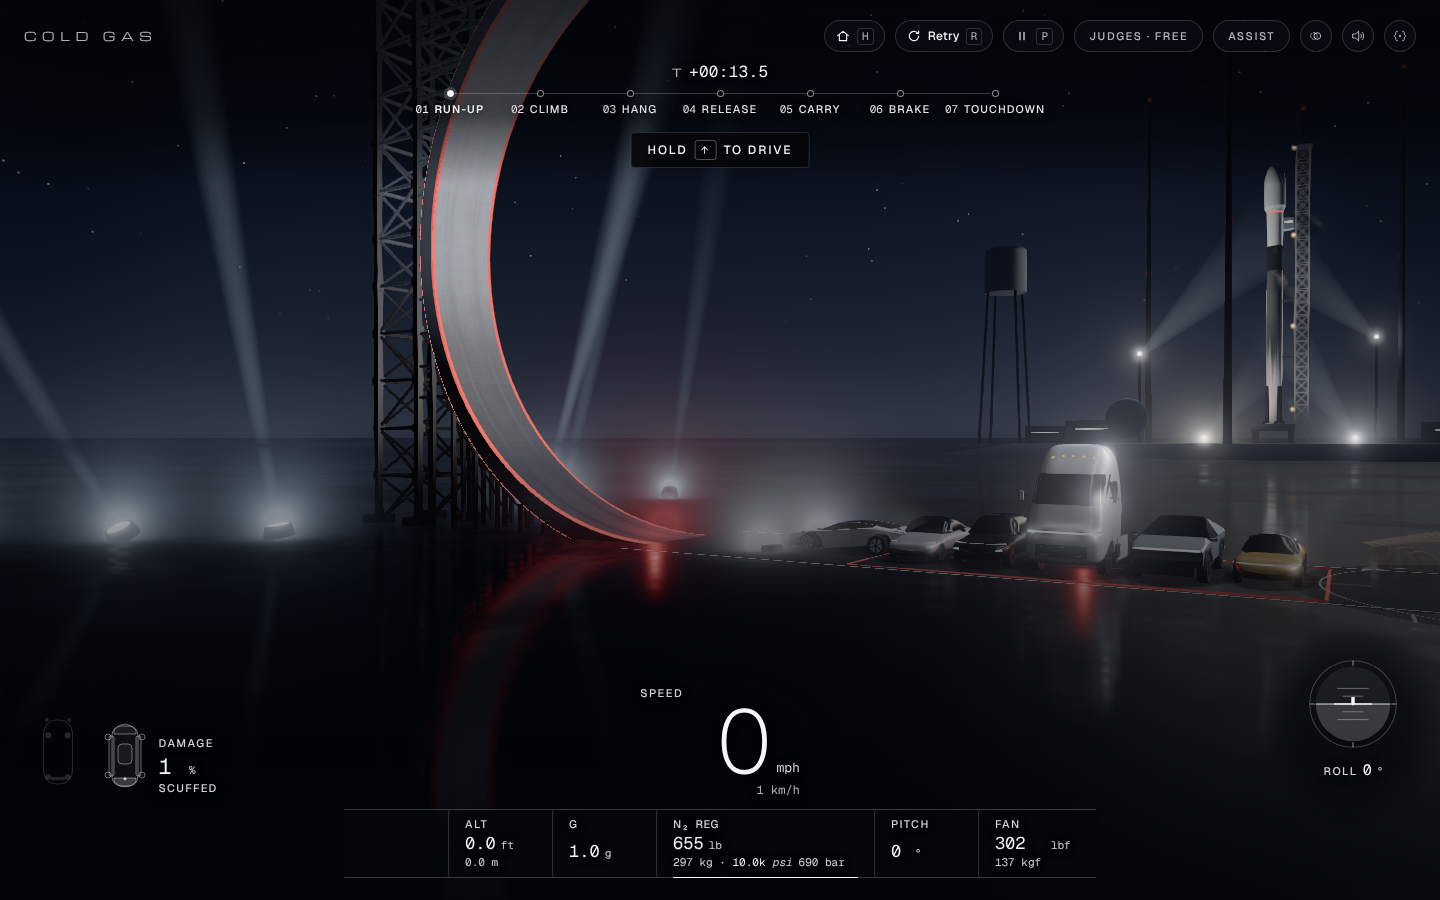 COLD GAS
H
Retry R
P
JUDGES · FREE
ASSIST
T +00:13.5
01 RUN-UP
02 CLIMB
03 HANG
04 RELEASE
05 CARRY
06 BRAKE
07 TOUCHDOWN
HOLD ↑ TO DRIVE
SPEED
0 mph
1 km/h
DAMAGE
1 %
SCUFFED
ROLL 0 °
ALT
0.0 ft
0.0 m
G
1.0 g
N₂ REG
655 lb
297 kg · 10.0k psi 690 bar
PITCH
0 °
FAN
302 lbf
137 kgf